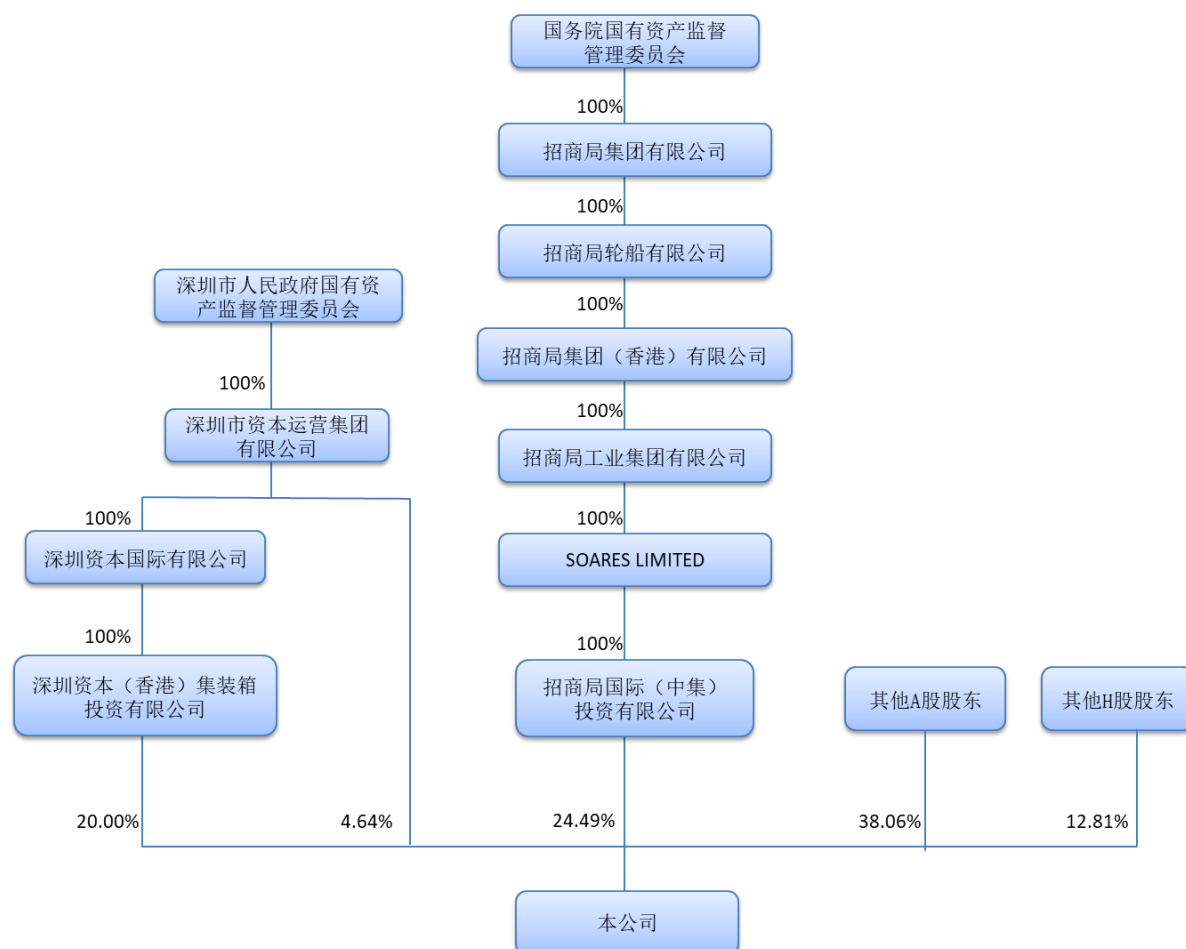 国务院国有资产监督
管理委员会
100%
招商局集团有限公司
100%
招商局轮船有限公司
深圳市人民政府国有资
产监督管理委员会
100%
招商局集团（香港）有限公司
100%
100%
深圳市资本运营集团
有限公司
招商局工业集团有限公司
100%
100%
深圳资本国际有限公司
SOARES LIMITED
100%
100%
深圳资本（香港）集装箱
投资有限公司
招商局国际（中集）
投资有限公司
其他A股股东
其他H股股东
20.00%
4.64%
24.49%
38.06%
12.81%
本公司